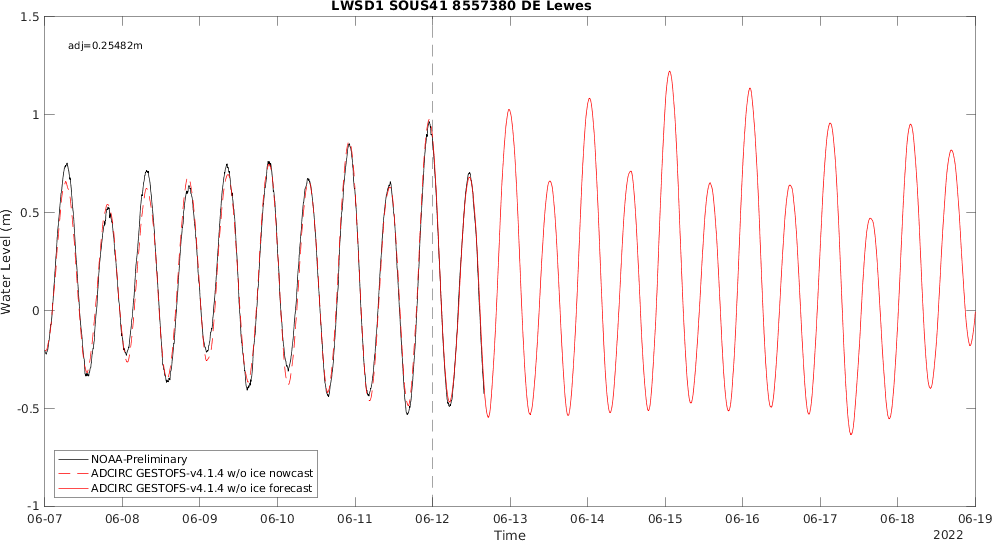 LWSD1 SOUS41 8557380 DE Lewes
adj=0.25482m
1.5
1
0.5
0
-0.5
-1
Water Level (m)
NOAA-Preliminary
ADCIRC GESTOFS-v4.1.4 w/o ice nowcast
ADCIRC GESTOFS-v4.1.4 w/o ice forecast
06-07 06-08 06-09 06-10 06-11 06-12 06-13 06-14 06-15 06-16 06-17 06-18 06-19
Time
2022